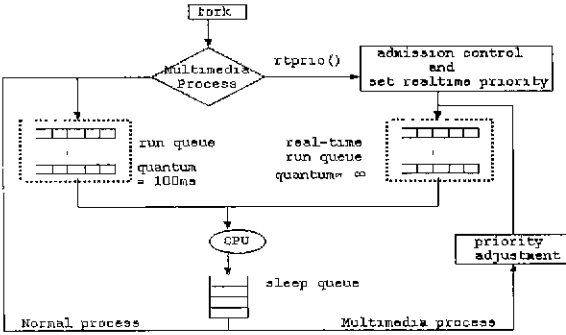 fork
Multimedia
Process
rtprio()
admission control
and
set realtime priority
run queue
quantum
= 100ms
real-time
run queue
quantum= ∞
CPU
sleep queue
priority
adjustment
Normal process
Multimedia process